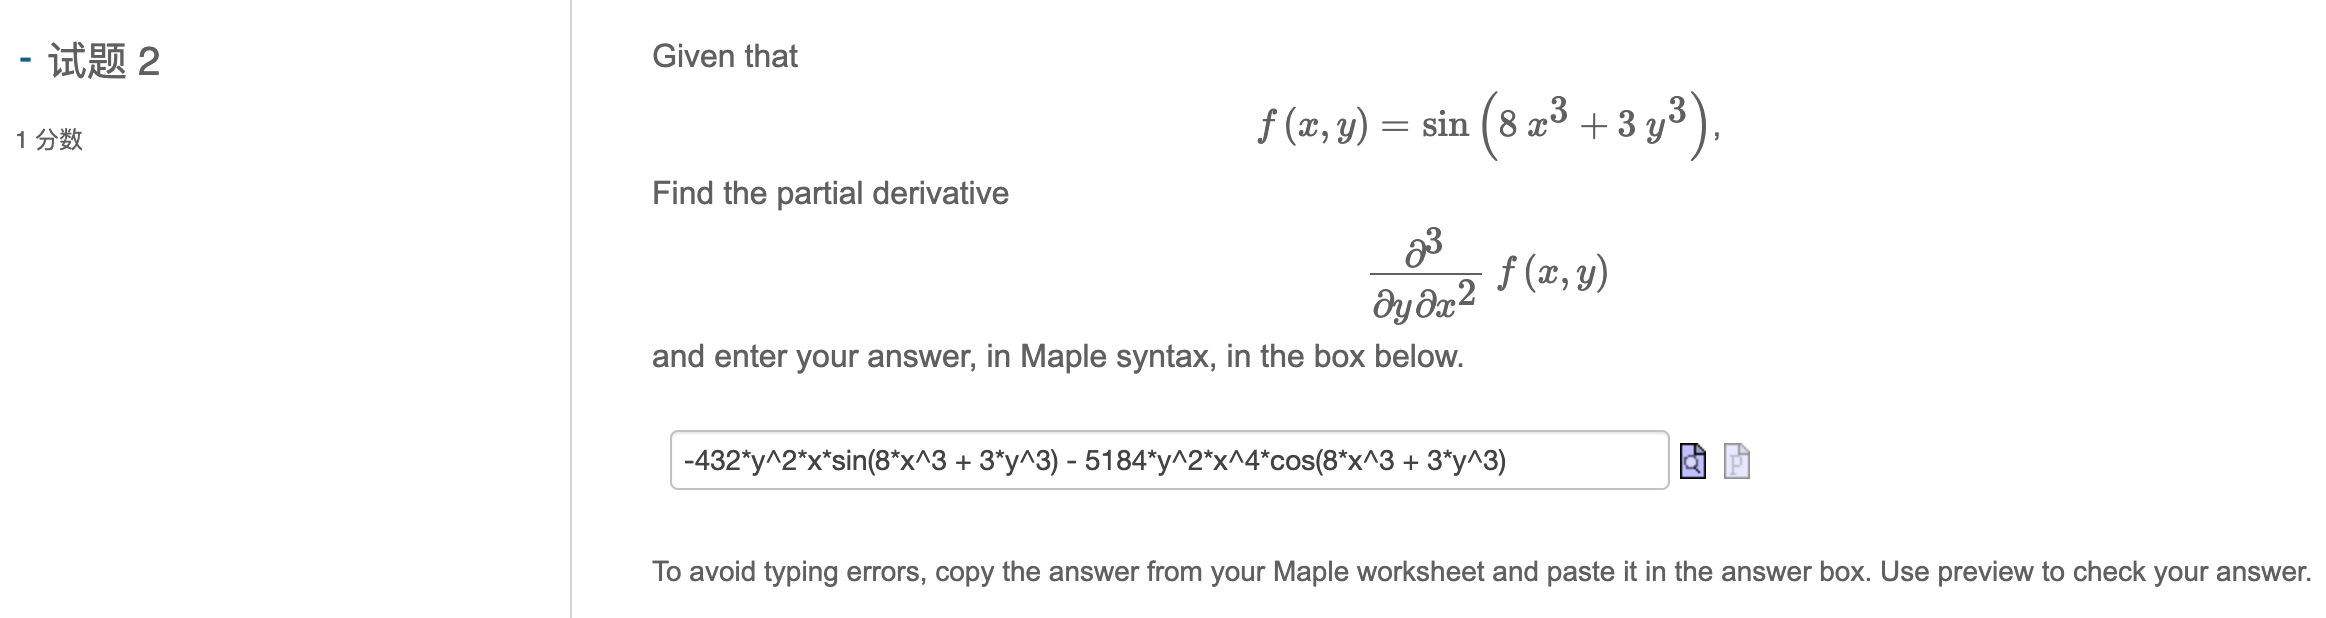 - 试题 2
1 分数
Given that
f (x, y) = sin (8 x^3 + 3 y^3),
Find the partial derivative
∂^3/∂y∂x^2 f (x, y)
and enter your answer, in Maple syntax, in the box below.
-432*y^2*x*sin(8*x^3 + 3*y^3) - 5184*y^2*x^4*cos(8*x^3 + 3*y^3)
To avoid typing errors, copy the answer from your Maple worksheet and paste it in the answer box. Use preview to check your answer.